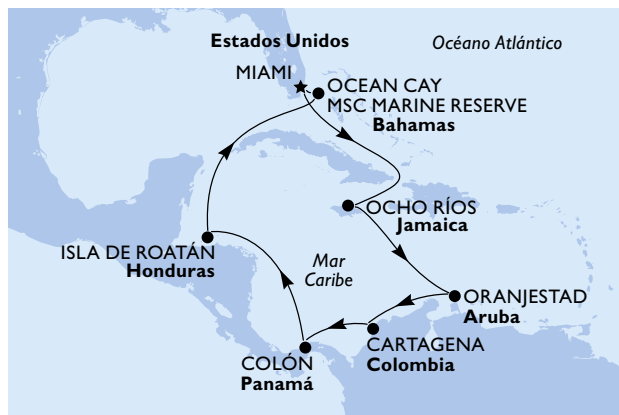 Estados Unidos
Océano Atlántico
MIAMI
OCEAN CAY
MSC MARINE RESERVE
Bahamas
OCHO RÍOS
Jamaica
ISLA DE ROATÁN
Honduras
Mar
Caribe
ORANJESTAD
Aruba
CARTAGENA
Colombia
COLÓN
Panamá